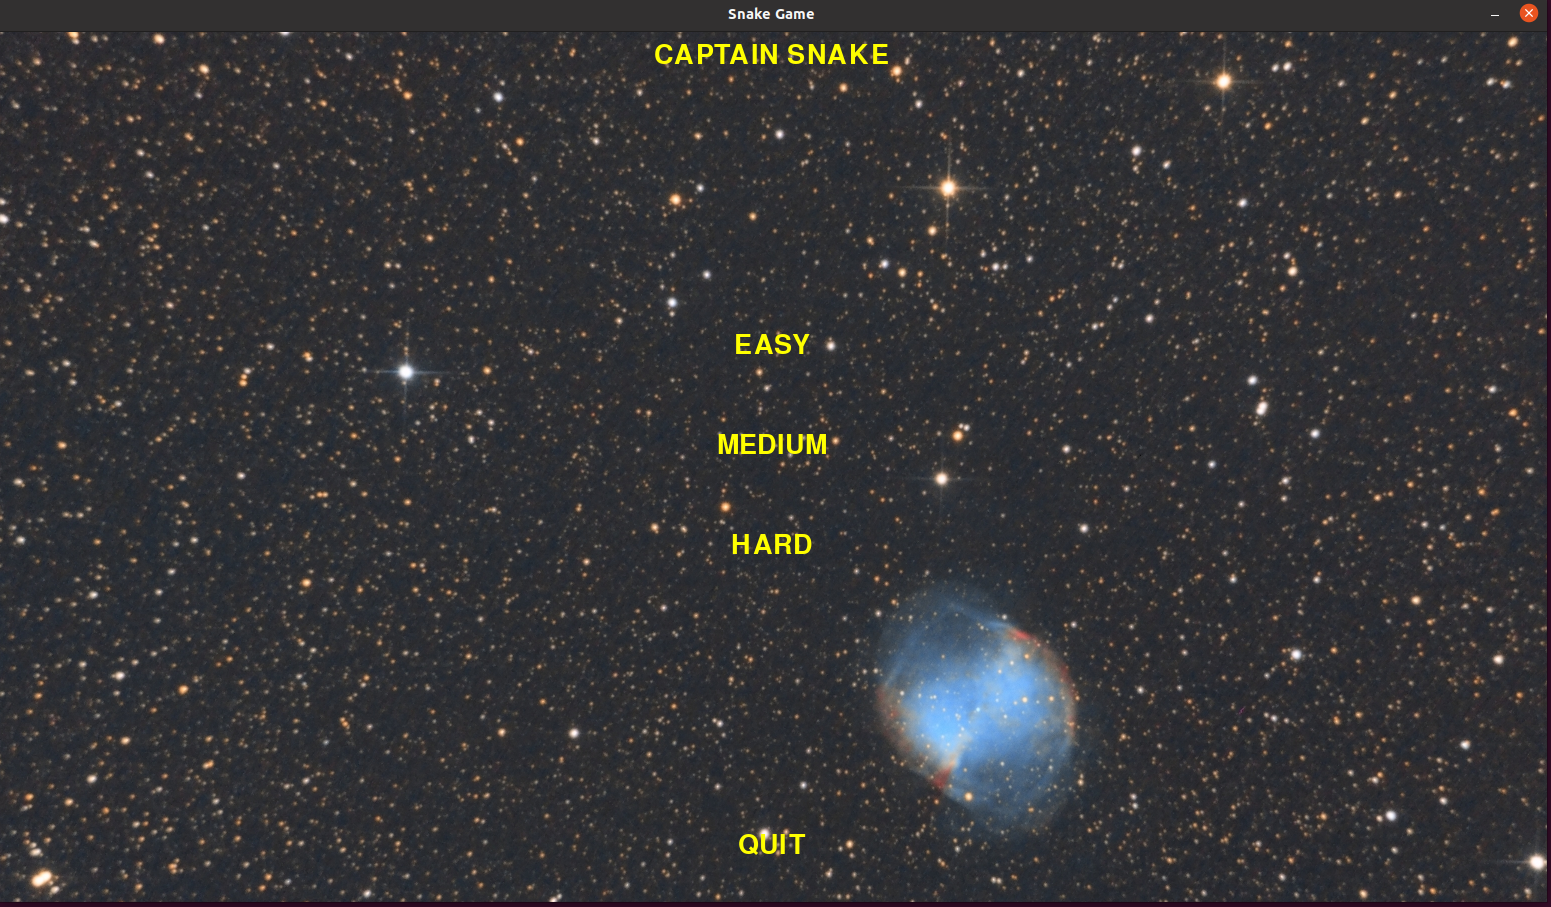 Snake Game
CAPTAIN SNAKE
EASY
MEDIUM
HARD
QUIT